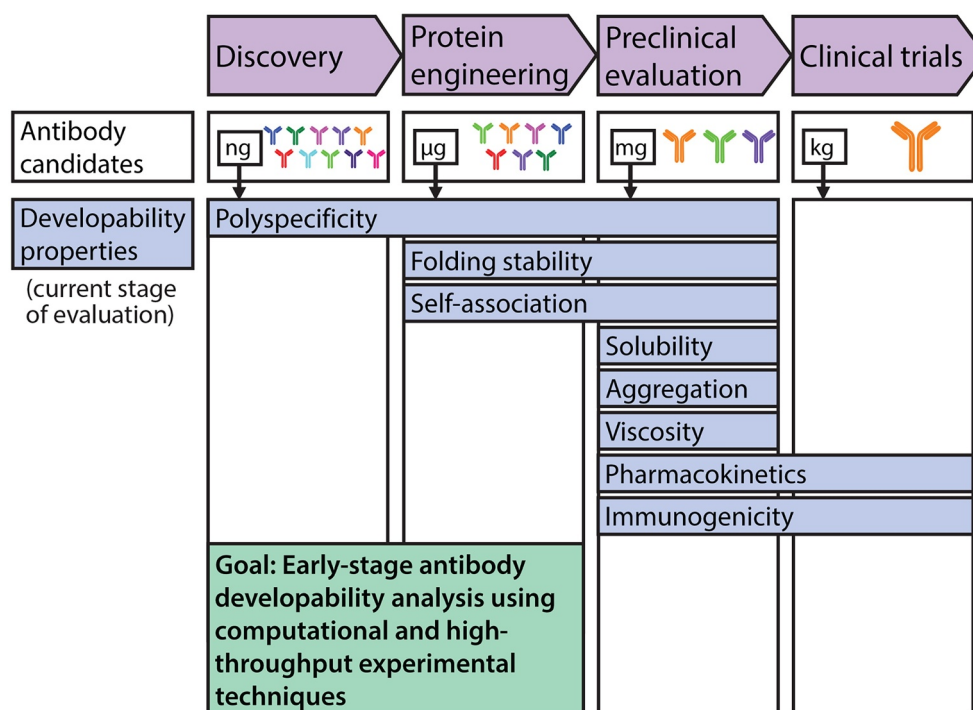 Discovery
Protein
engineering
Preclinical
evaluation
Clinical trials
Antibody
candidates
ng
µg
mg
kg
Developability
properties
(current stage
of evaluation)
Polyspecificity
Folding stability
Self-association
Solubility
Aggregation
Viscosity
Pharmacokinetics
Immunogenicity
Goal: Early-stage antibody
developability analysis using
computational and high-
throughput experimental
techniques